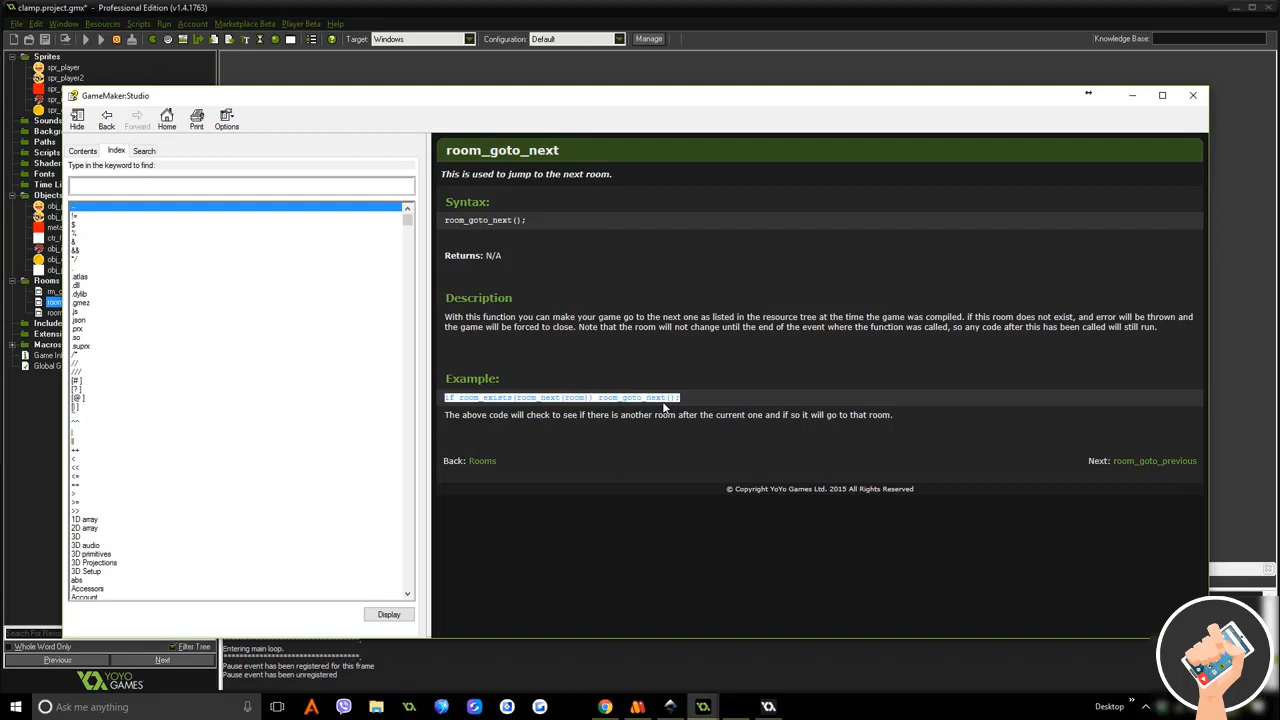 clamp.project.gmx* - Professional Edition (v1.4.1763)
File Edit Window Resources Scripts Run Account Marketplace Beta Player Beta Help
Target: Windows Configuration: Default Manage Knowledge Base:
Sprites
spr_player
spr_player2
Sounds
Paths
Scripts
Fonts
Objects
Rooms
GameMaker:Studio
Hide Back Forward Home Print Options
Contents Index Search
Type in the keyword to find:
--
!=
$
%
&
&&
*/
.
.atlas
.dll
.dylib
.gmez
.js
.json
.prx
.so
.suprx
/*
//
///
[# ]
[? ]
[@ ]
[| ]
^
^^
|
||
++
<
<<
<=
==
>
>=
>>
1D array
2D array
3D
3D audio
3D primitives
3D Projections
3D Setup
abs
Accessors
Account
Display
room_goto_next
This is used to jump to the next room.
Syntax:
room_goto_next();
Returns: N/A
Description
With this function you can make your game go to the next one as listed in the resource tree at the time the game was compiled. if this room does not exist, and error will be thrown and
the game will be forced to close. Note that the room will not change until the end of the event where the function was called, so any code after this has been called will still run.
Example:
if room_exists(room_next(room)) room_goto_next();
The above code will check to see if there is another room after the current one and if so it will go to that room.
Back: Rooms Next: room_goto_previous
© Copyright YoYo Games Ltd. 2015 All Rights Reserved
Whole Word Only Filter Tree
Previous Next
YOYO
GAMES
Entering main loop.
**********************************.
Pause event has been registered for this frame
Pause event has been unregistered
Ask me anything
Desktop